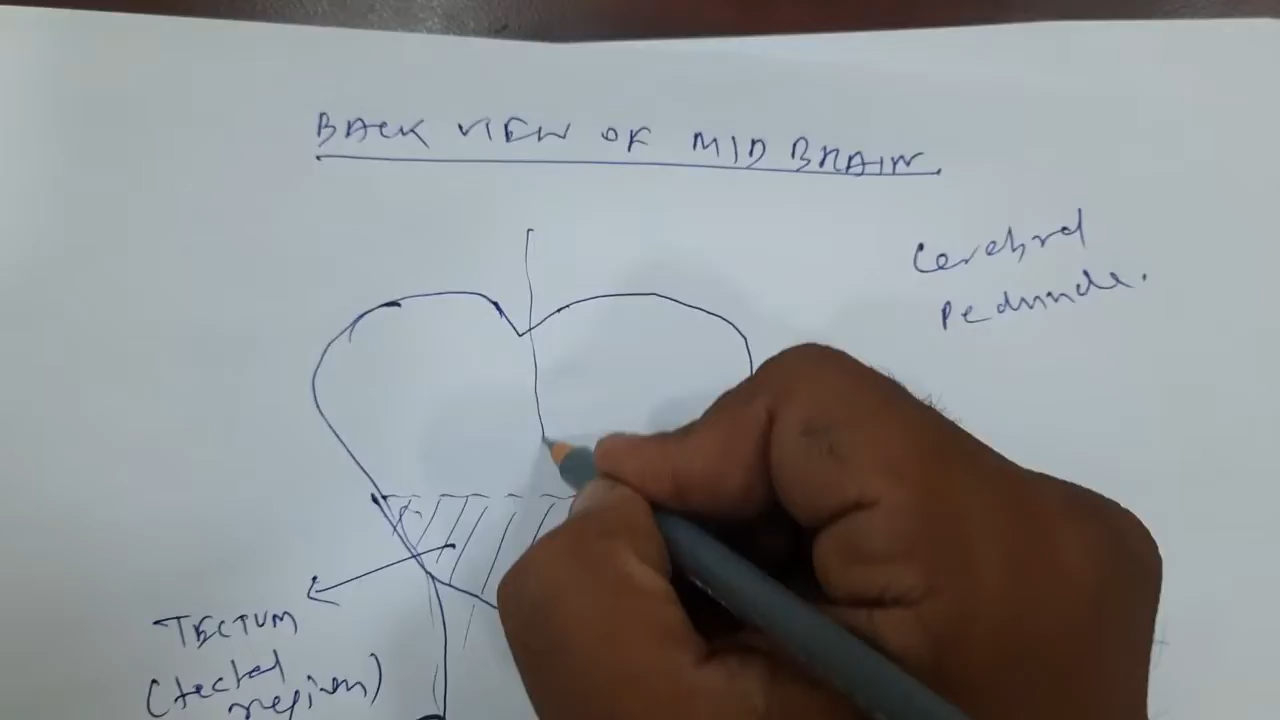 BACK VIEW OF MID BRAIN
Cerebral
Peduncle.
TECTUM
(tectal
region)